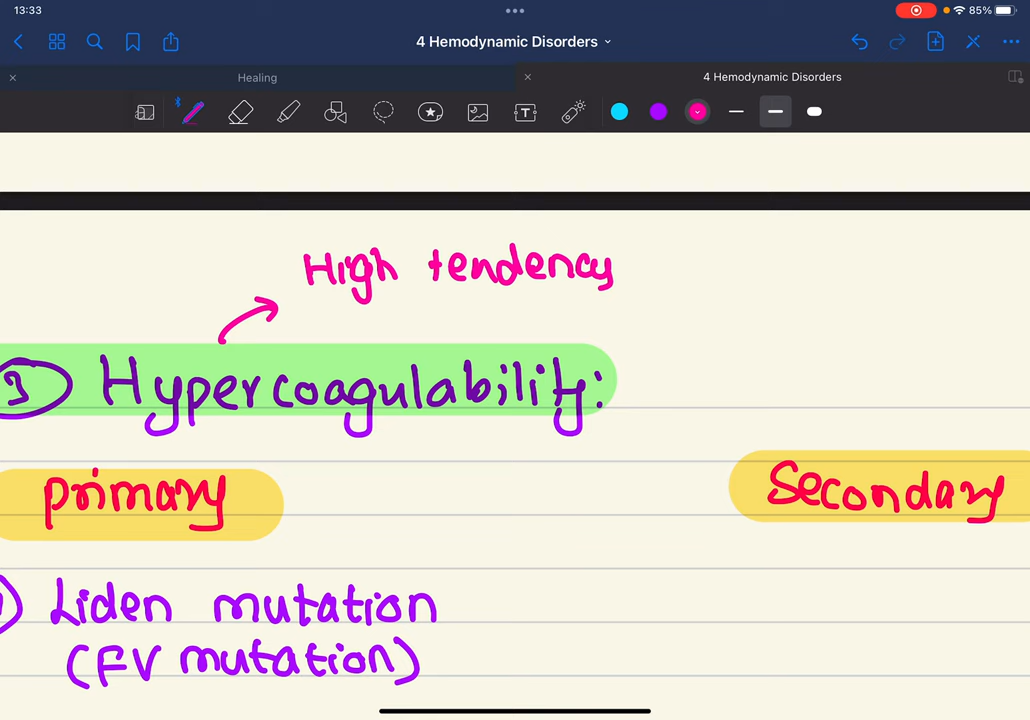 13:33
85%
4 Hemodynamic Disorders
Healing
4 Hemodynamic Disorders
High tendency
3 Hypercoagulability:
primary
Secondary
Liden mutation
(FV mutation)